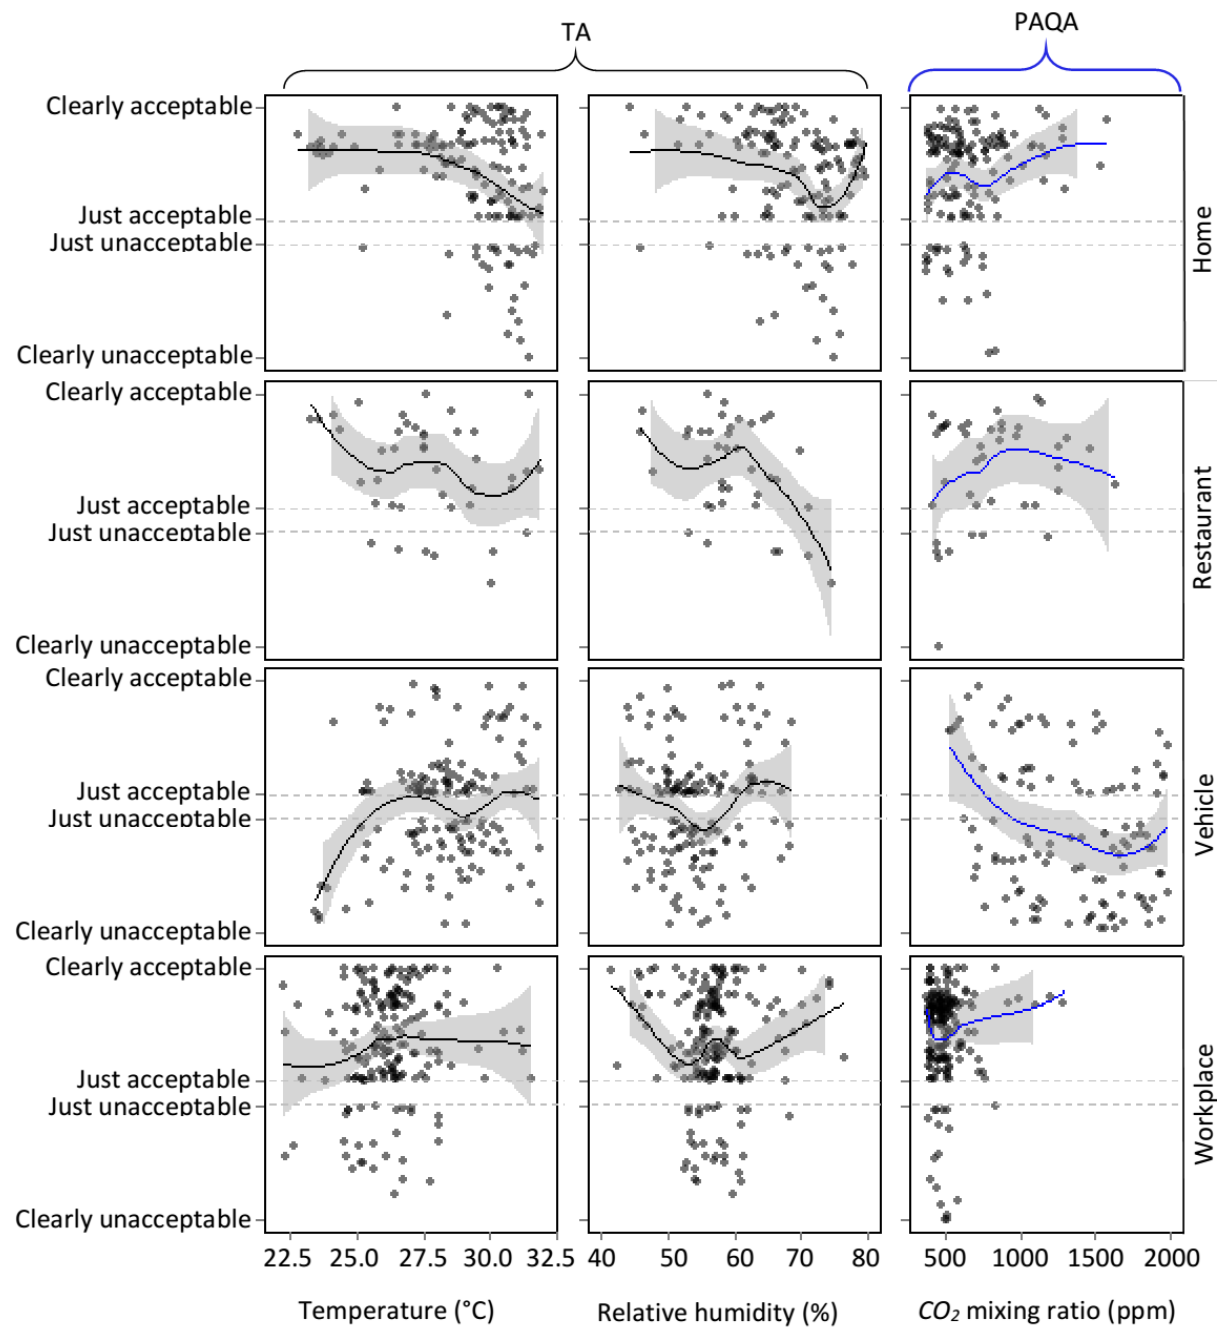 TA
PAQA
Clearly acceptable
Just acceptable
Just unacceptable
Clearly unacceptable
Home
Clearly acceptable
Just acceptable
Just unacceptable
Clearly unacceptable
Restaurant
Clearly acceptable
Just acceptable
Just unacceptable
Clearly unacceptable
Vehicle
Clearly acceptable
Just acceptable
Just unacceptable
Clearly unacceptable
Workplace
22.5 25.0 27.5 30.0 32.5 40 50 60 70 80 500 1000 1500 2000
Temperature (°C) Relative humidity (%) CO₂ mixing ratio (ppm)